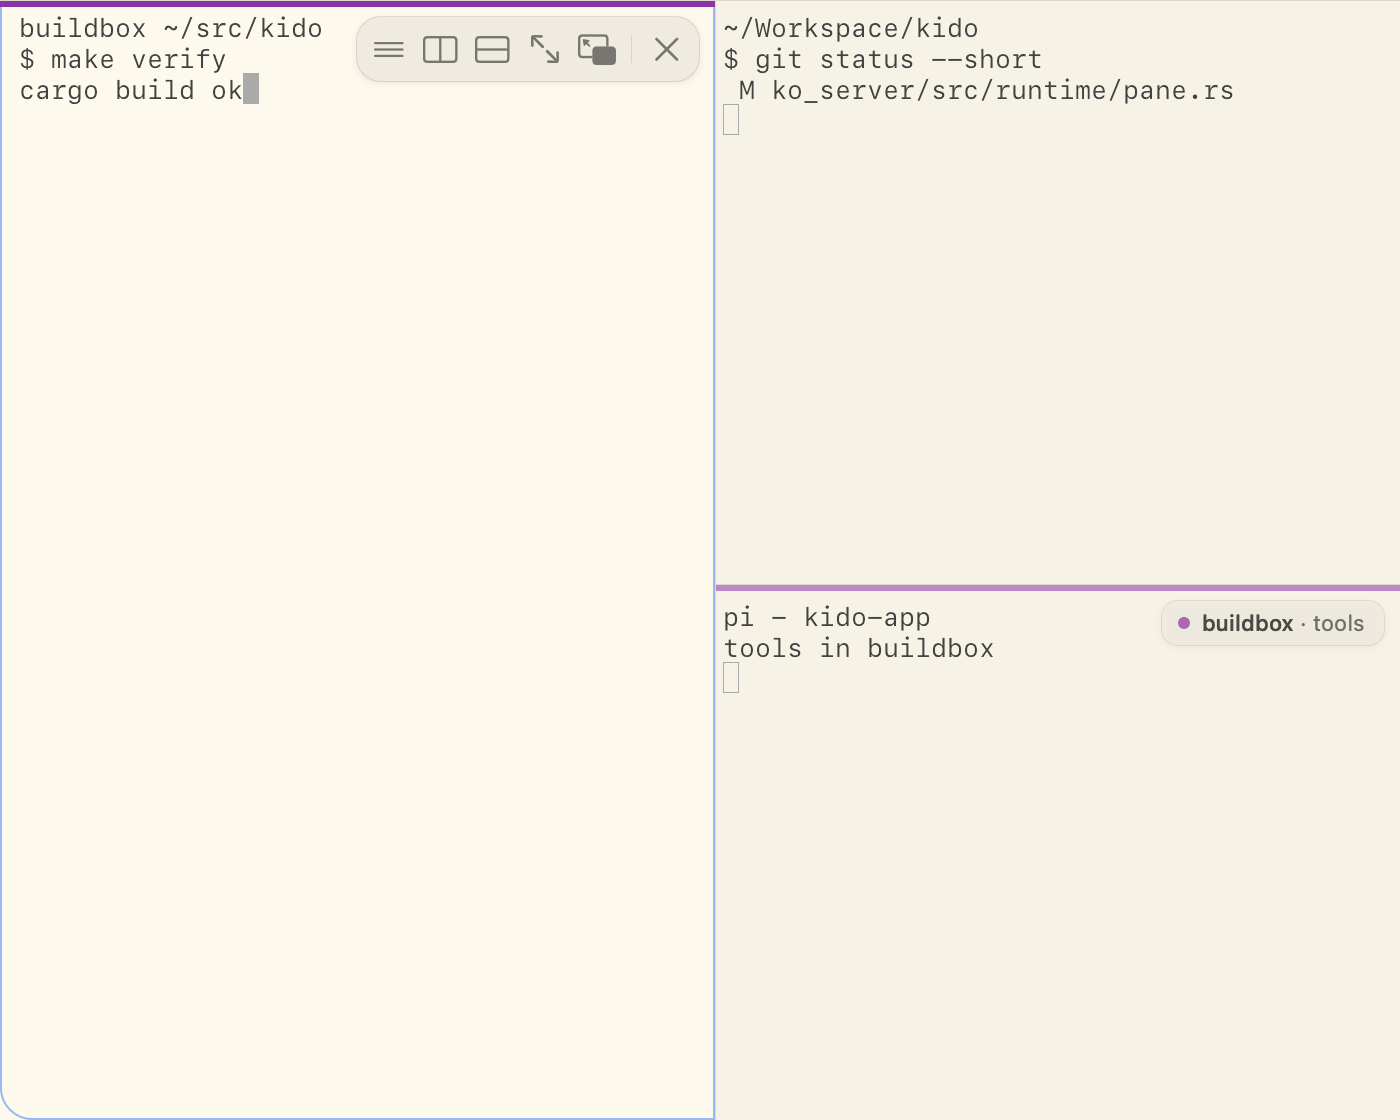 buildbox ~/src/kido
$ make verify
cargo build ok
~/Workspace/kido
$ git status --short
 M ko_server/src/runtime/pane.rs
pi - kido-app
tools in buildbox
buildbox · tools